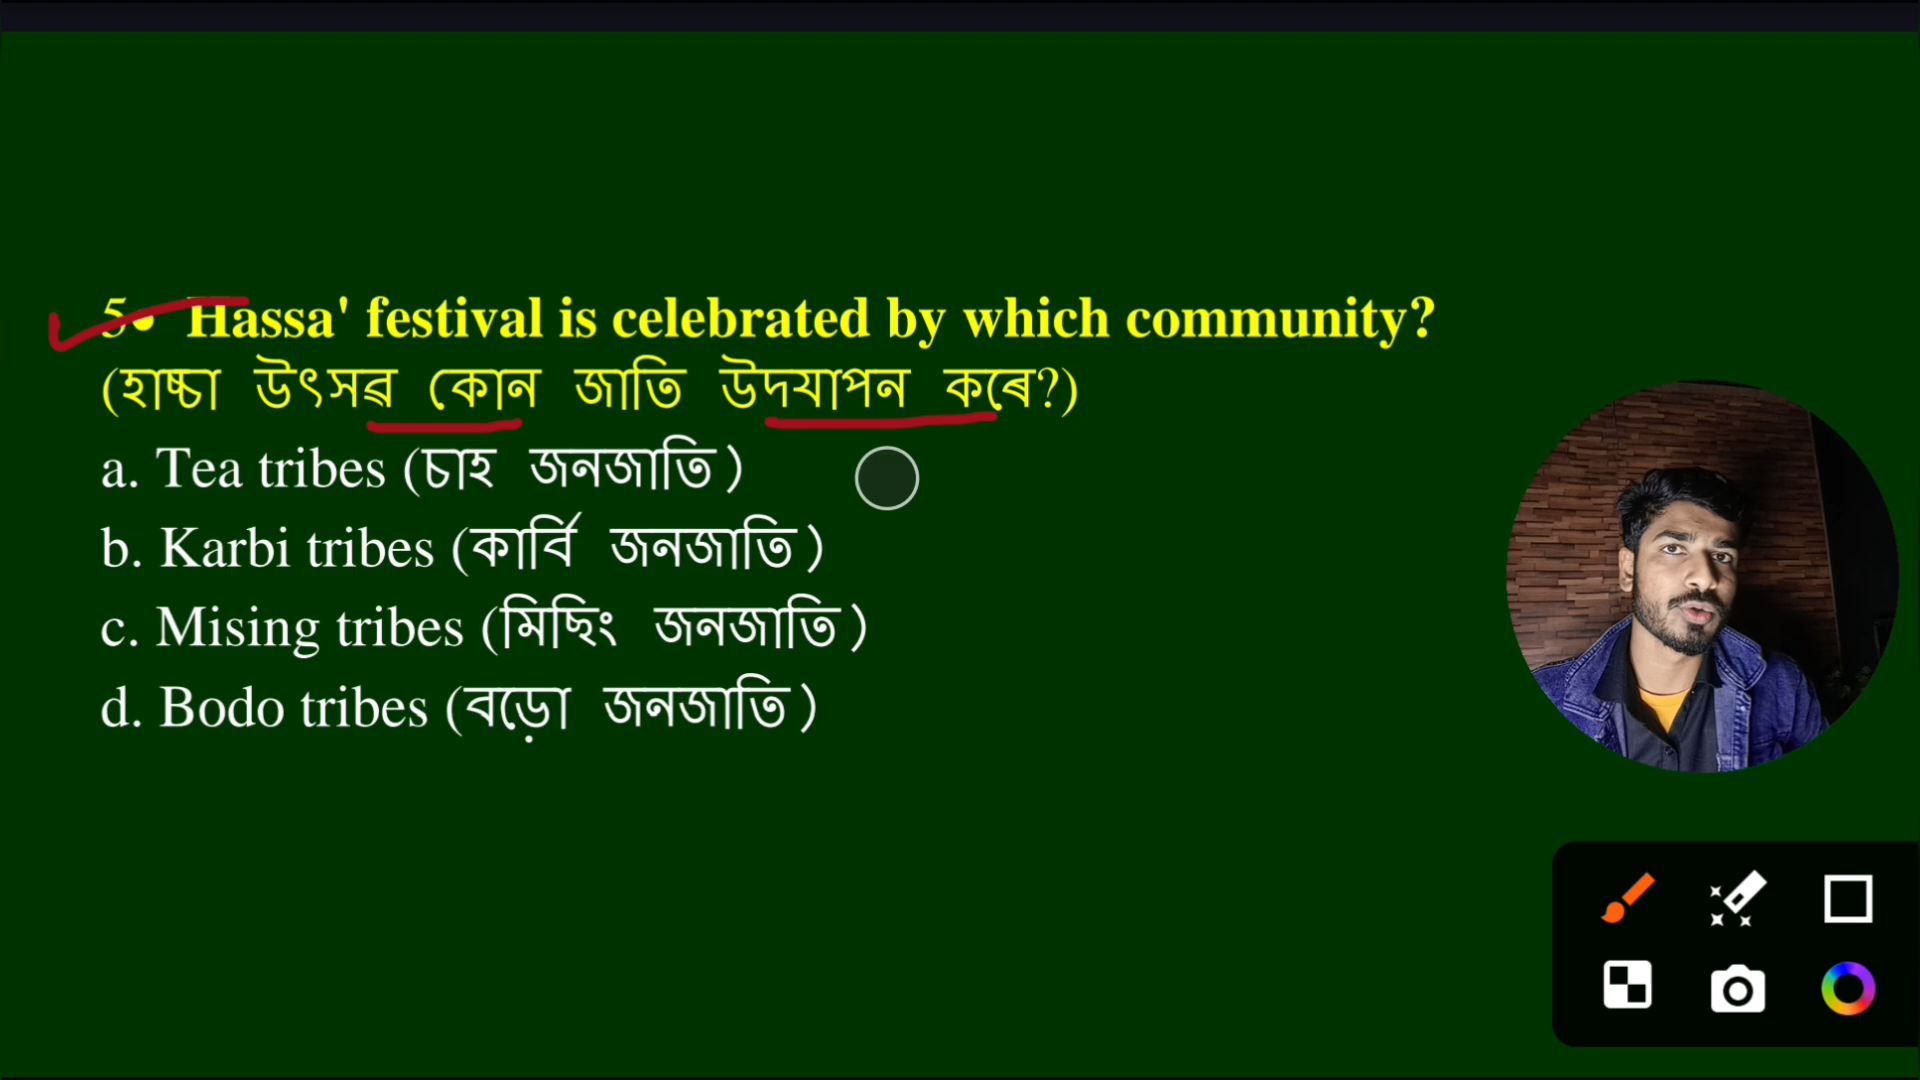 5● Hassa' festival is celebrated by which community?
(হাচ্চা উৎসৱ কোন জাতি উদযাপন কৰে?)
a. Tea tribes (চাহ জনজাতি)
b. Karbi tribes (কাৰ্বি জনজাতি)
c. Mising tribes (মিছিং জনজাতি)
d. Bodo tribes (বড়ো জনজাতি)